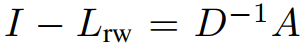 I − L_rw = D^{−1}A